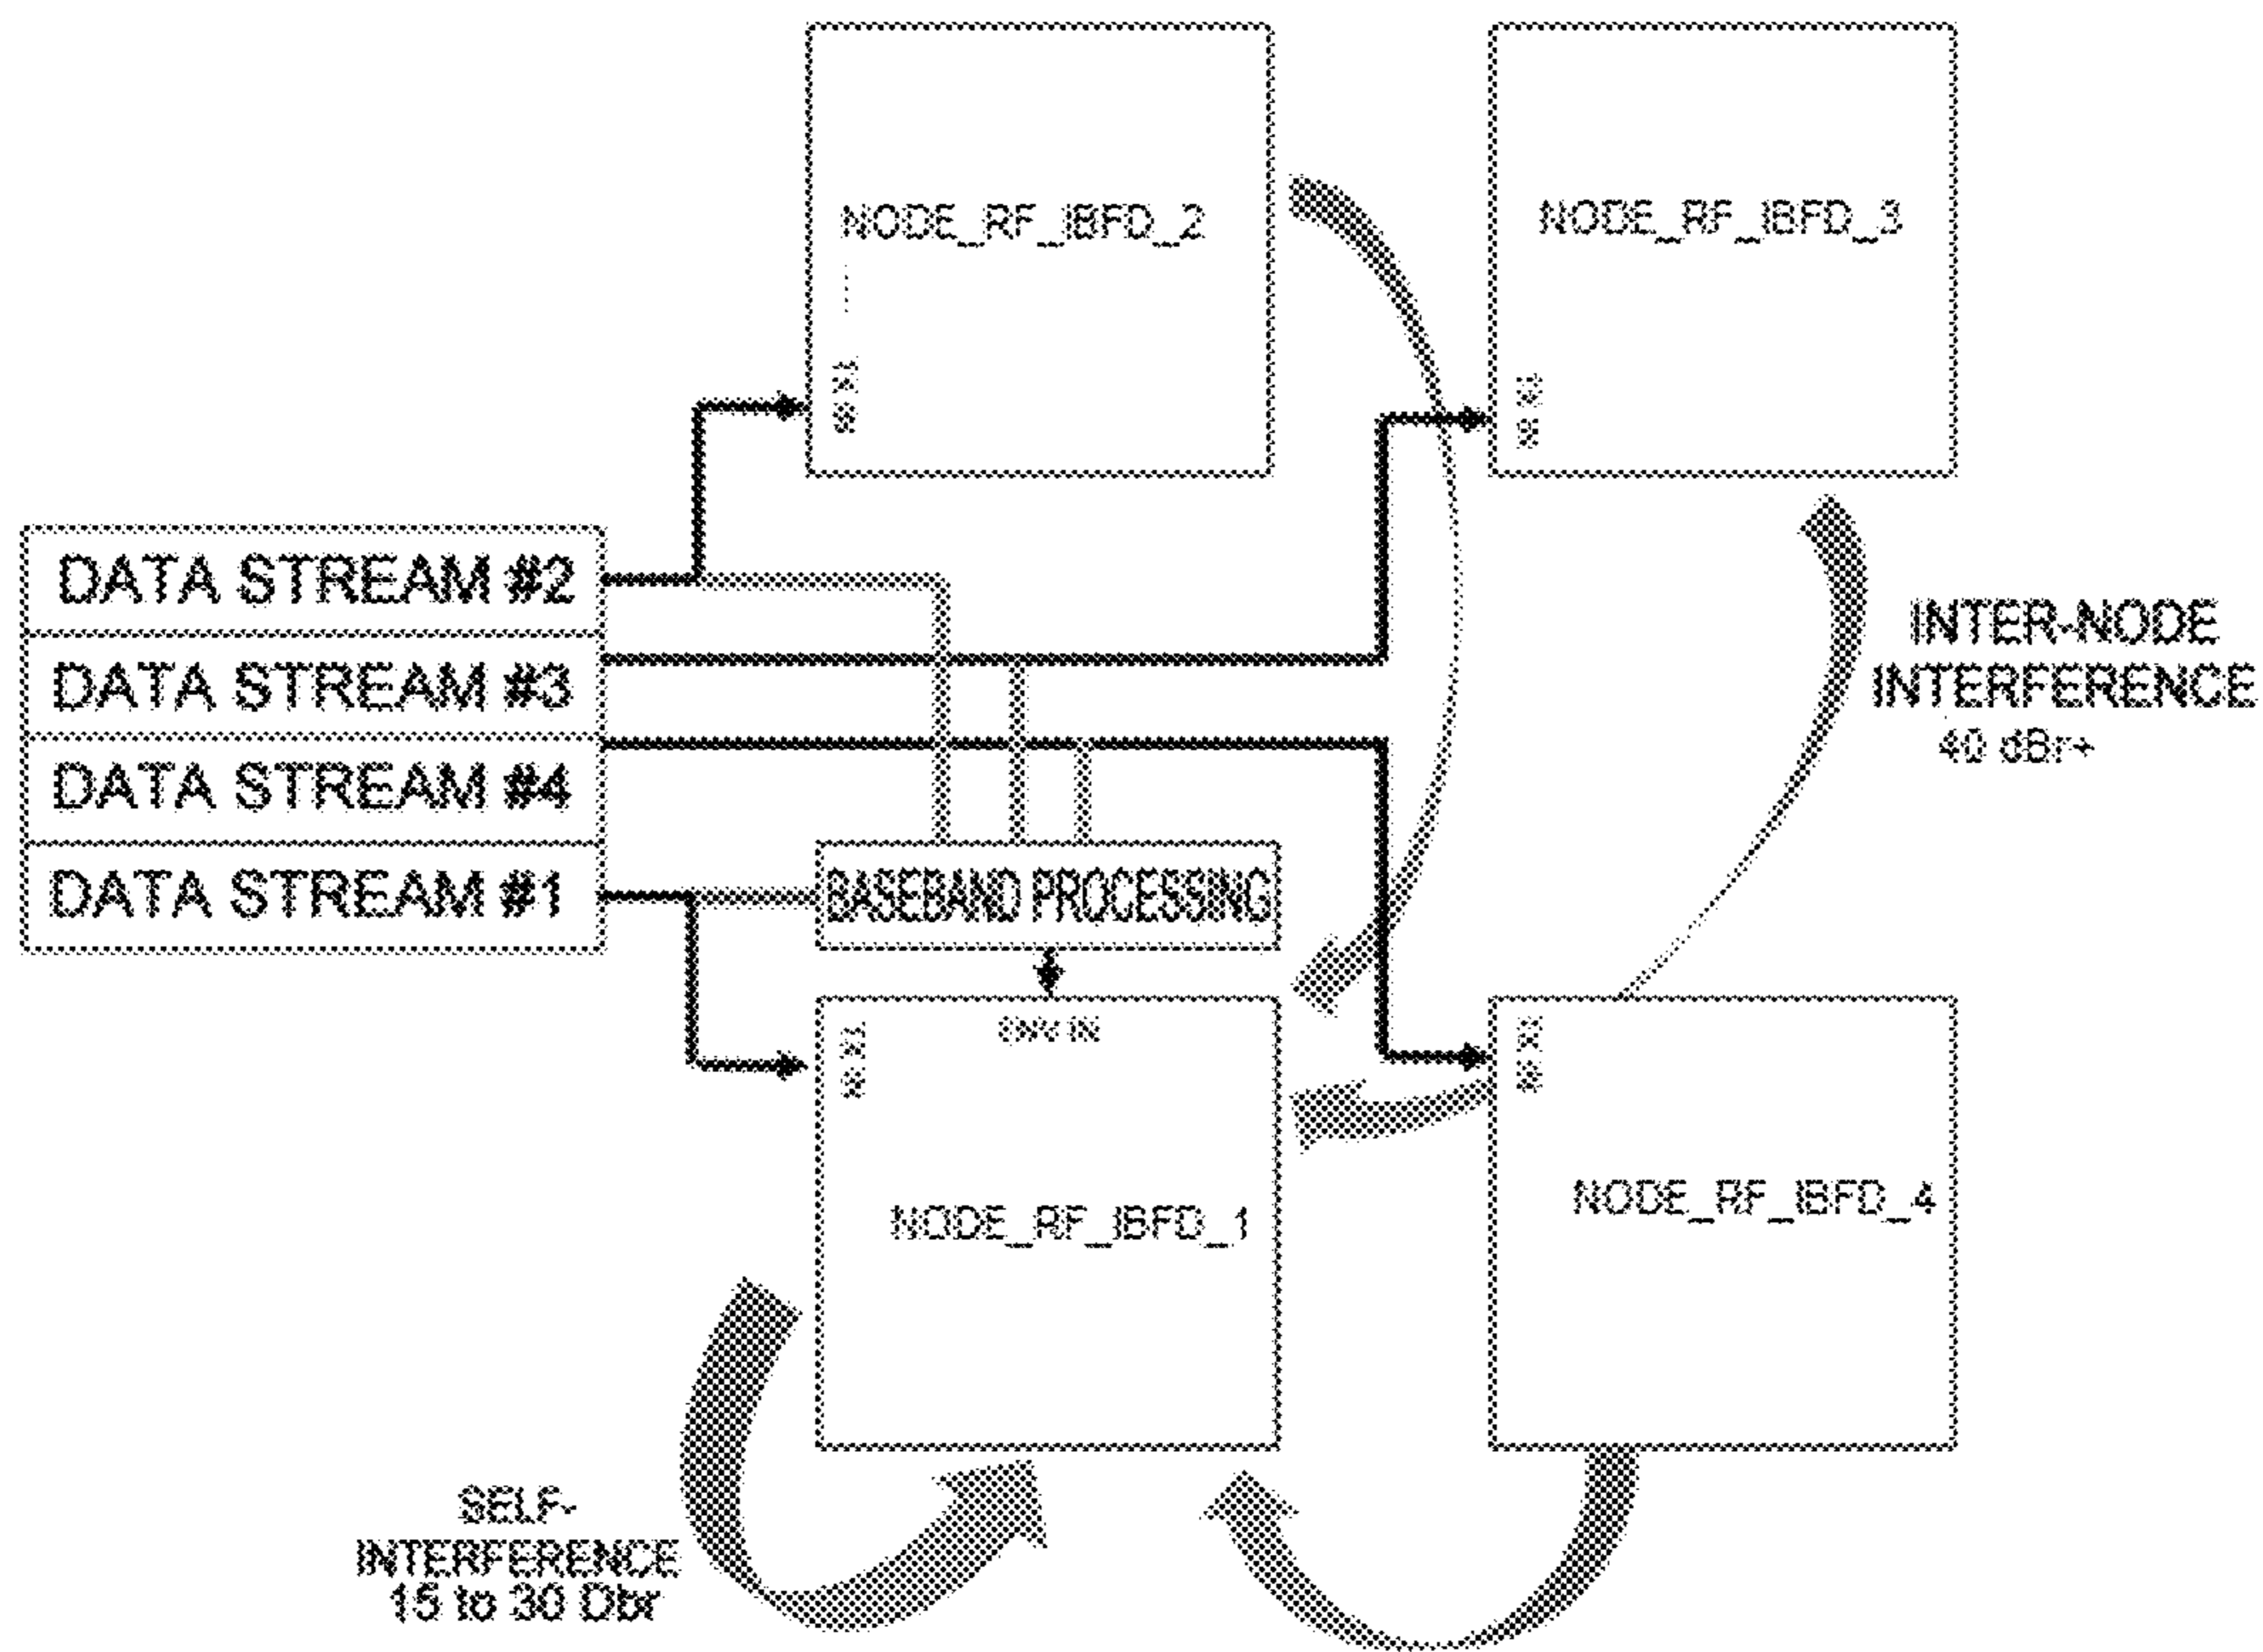 NODE_RF_IBFD_2
NODE_RF_IBFD_3
DATA STREAM #2
DATA STREAM #3
DATA STREAM #4
DATA STREAM #1
INTER-NODE
INTERFERENCE
40 dBr+
BASEBAND PROCESSING
NODE_RF_IBFD_1
NODE_RF_IBFD_4
SELF-
INTERFERENCE
15 to 30 Dbr